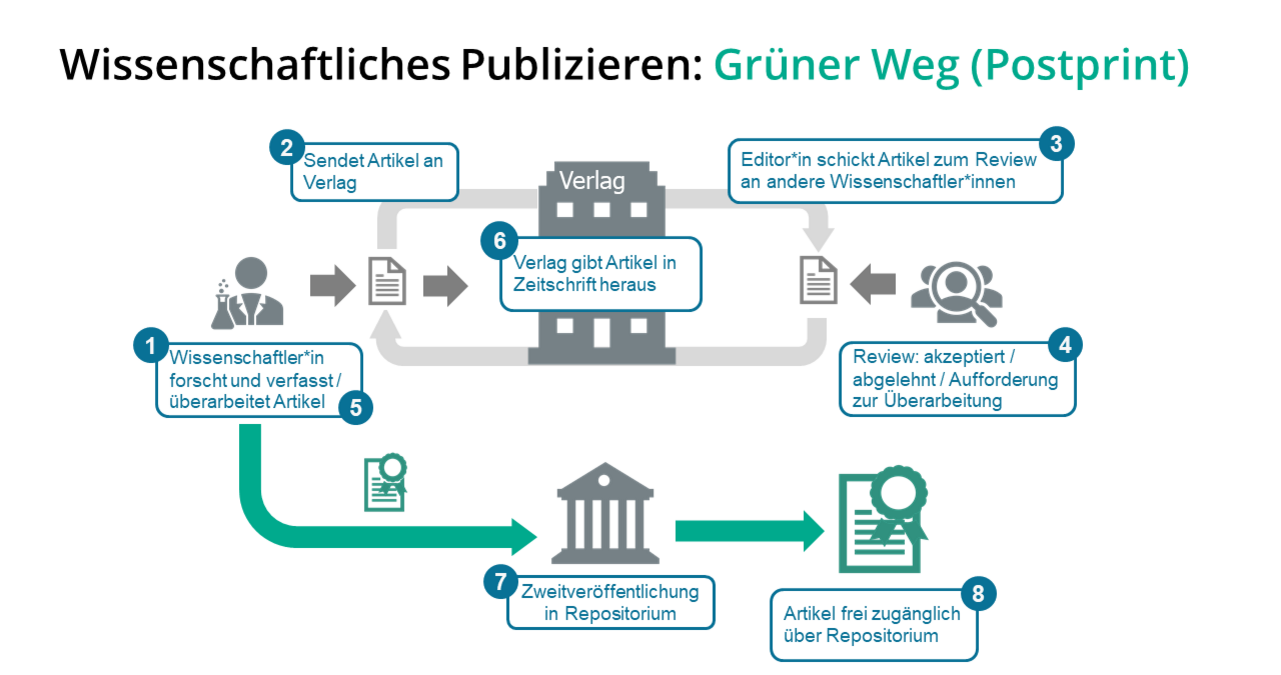 Wissenschaftliches Publizieren: Grüner Weg (Postprint)
2
Sendet Artikel an
Verlag
Verlag
3
Editor*in schickt Artikel zum Review
an andere Wissenschaftler*innen
6
Verlag gibt Artikel in
Zeitschrift heraus
1
Wissenschaftler*in
forscht und verfasst /
überarbeitet Artikel
5
4
Review: akzeptiert /
abgelehnt / Aufforderung
zur Überarbeitung
7
Zweitveröffentlichung
in Repositorium
8
Artikel frei zugänglich
über Repositorium